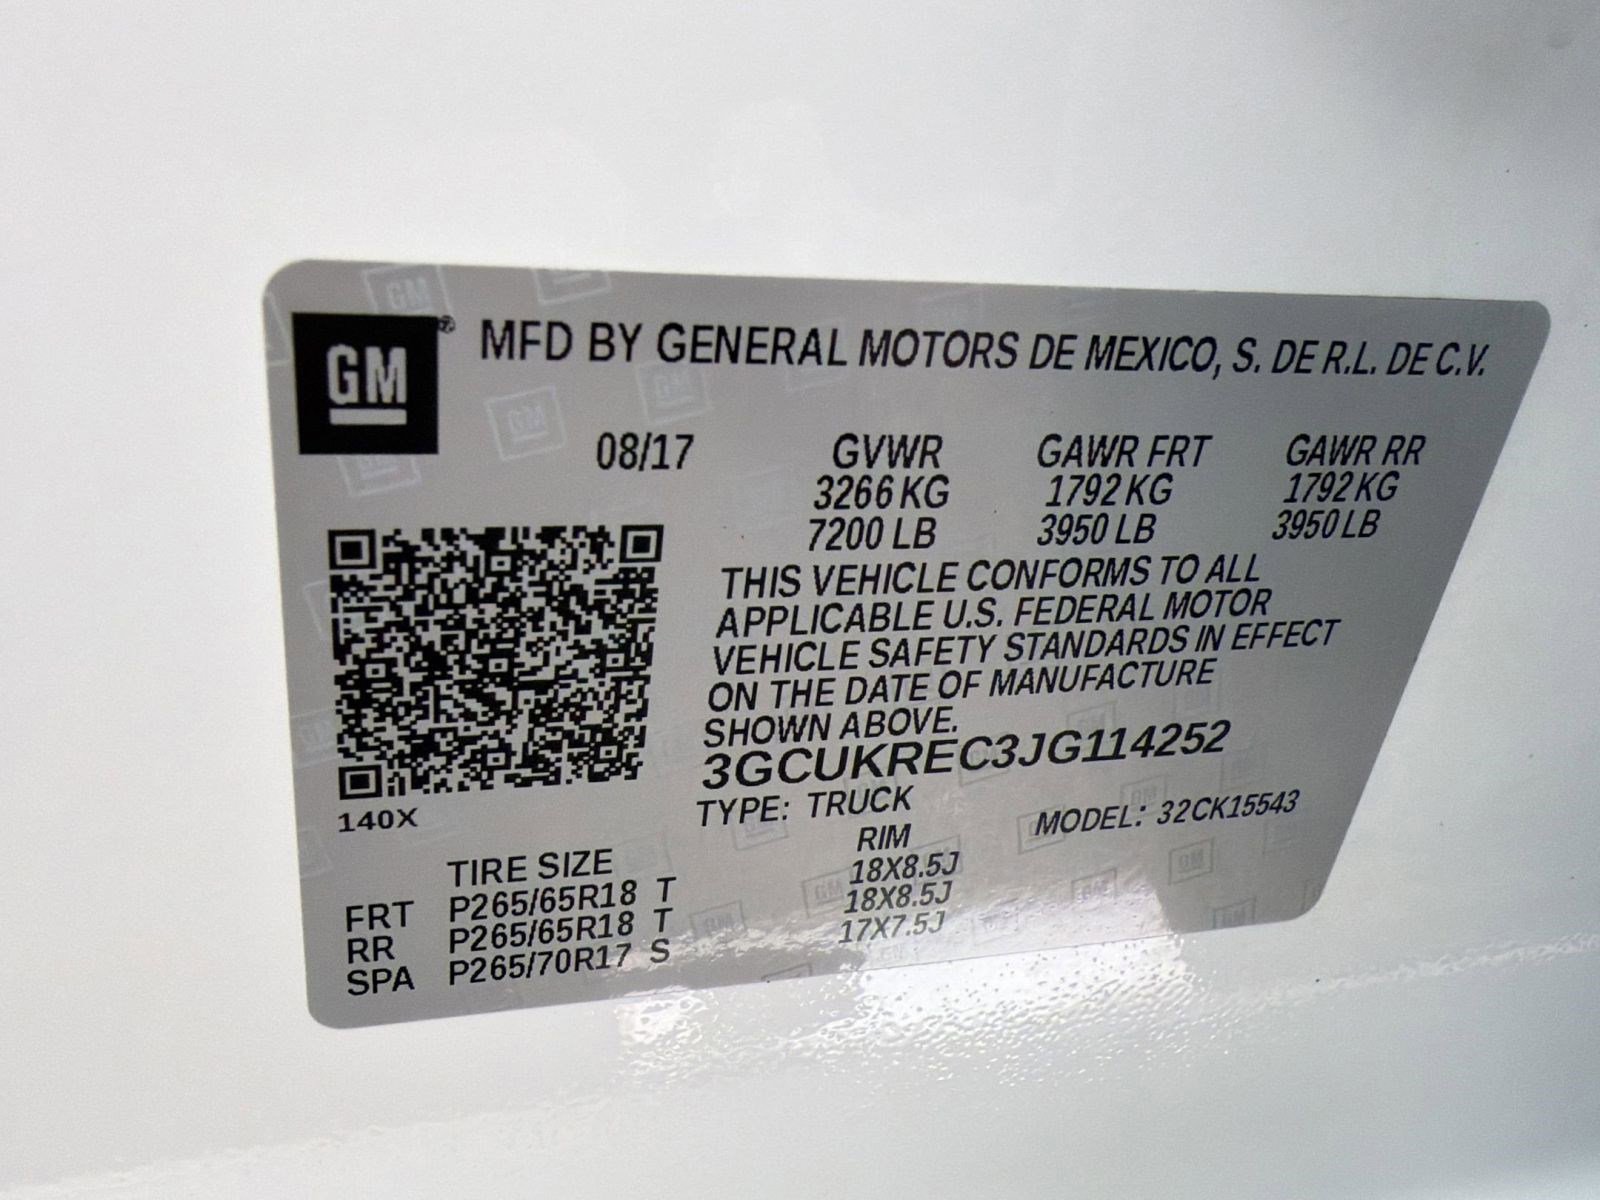 GM® MFD BY GENERAL MOTORS DE MEXICO, S. DE R.L. DE C.V.
08/17 GVWR GAWR FRT GAWR RR
3266 KG 1792 KG 1792 KG
7200 LB 3950 LB 3950 LB
THIS VEHICLE CONFORMS TO ALL
APPLICABLE U.S. FEDERAL MOTOR
VEHICLE SAFETY STANDARDS IN EFFECT
ON THE DATE OF MANUFACTURE
SHOWN ABOVE.
3GCUKREC3JG114252
140X
TYPE: TRUCK MODEL: 32CK15543
TIRE SIZE RIM
FRT P265/65R18 T 18X8.5J
RR P265/65R18 T 18X8.5J
SPA P265/70R17 S 17X7.5J